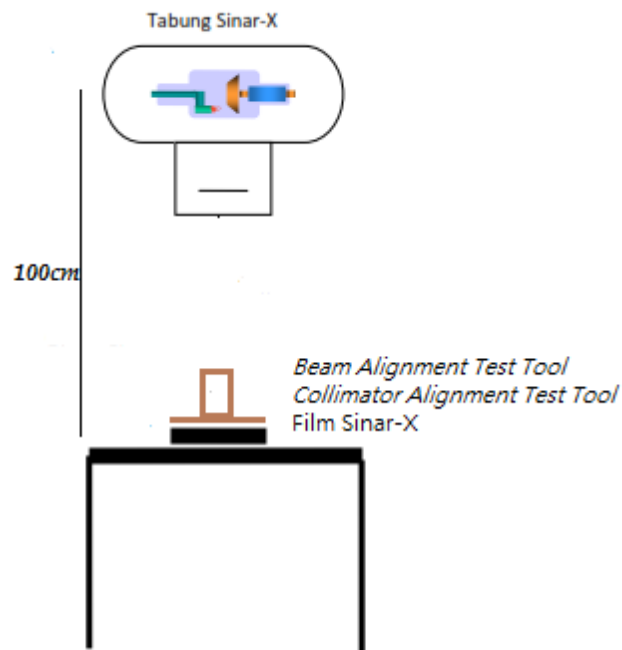 Tabung Sinar-X
100cm
Beam Alignment Test Tool
Collimator Alignment Test Tool
Film Sinar-X